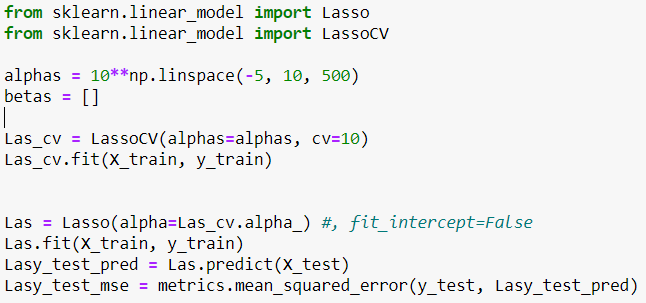 from sklearn.linear_model import Lasso
from sklearn.linear_model import LassoCV
alphas = 10**np.linspace(-5, 10, 500)
betas = []
Las_cv = LassoCV(alphas=alphas, cv=10)
Las_cv.fit(X_train, y_train)
Las = Lasso(alpha=Las_cv.alpha_) #, fit_intercept=False
Las.fit(X_train, y_train)
Lasy_test_pred = Las.predict(X_test)
Lasy_test_mse = metrics.mean_squared_error(y_test, Lasy_test_pred)